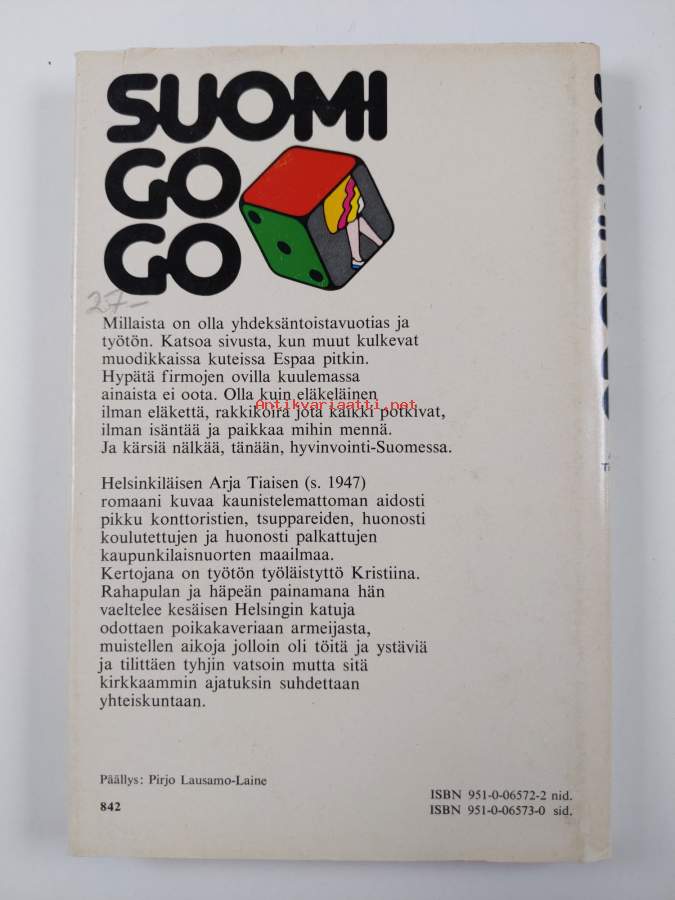 SUOMI
GO
GO
27-
Millaista on olla yhdeksäntoistavuotias ja
työtön. Katsoa sivusta, kun muut kulkevat
muodikkaissa kuteissa Espaa pitkin.
Hypätä firmojen ovilla kuulemassa
ainaista ei oota. Olla kuin eläkeläinen
ilman eläkettä, rakkikoira jota kaikki potkivat,
Antikvariaatti.net
ilman isäntää ja paikkaa mihin mennä.
Ja kärsiä nälkää, tänään, hyvinvointi-Suomessa.
Helsinkiläisen Arja Tiaisen (s. 1947)
romaani kuvaa kaunistelemattoman aidosti
pikku konttoristien, tsuppareiden, huonosti
koulutettujen ja huonosti palkattujen
kaupunkilaisnuorten maailmaa.
Kertojana on työtön työläistyttö Kristiina.
Rahapulan ja häpeän painamana hän
vaeltelee kesäisen Helsingin katuja
odottaen poikakaveriaan armeijasta,
muistellen aikoja jolloin oli töitä ja ystäviä
ja tilittäen tyhjin vatsoin mutta sitä
kirkkaammin ajatuksin suhdettaan
yhteiskuntaan.
Päällys: Pirjo Lausamo-Laine
842
ISBN 951-0-06572-2 nid.
ISBN 951-0-06573-0 sid.